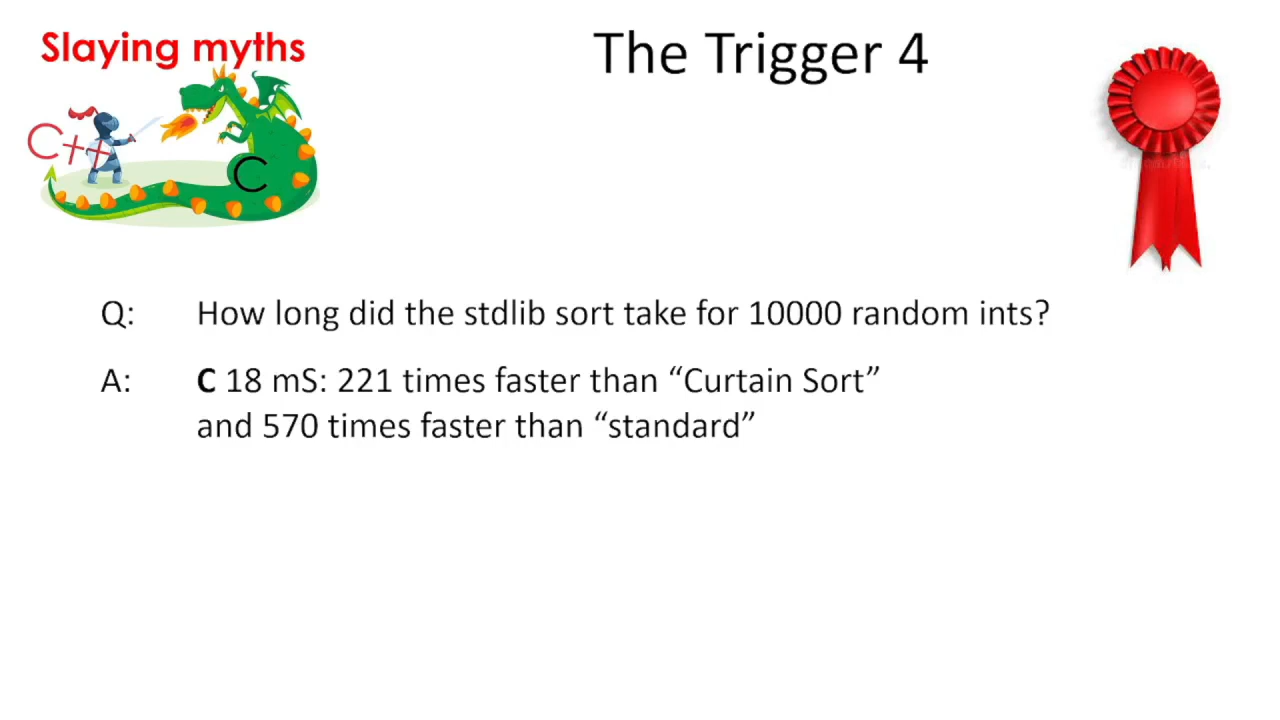 Slaying myths
The Trigger 4
C++
C
Q: How long did the stdlib sort take for 10000 random ints?
A: C 18 mS: 221 times faster than “Curtain Sort”
and 570 times faster than “standard”